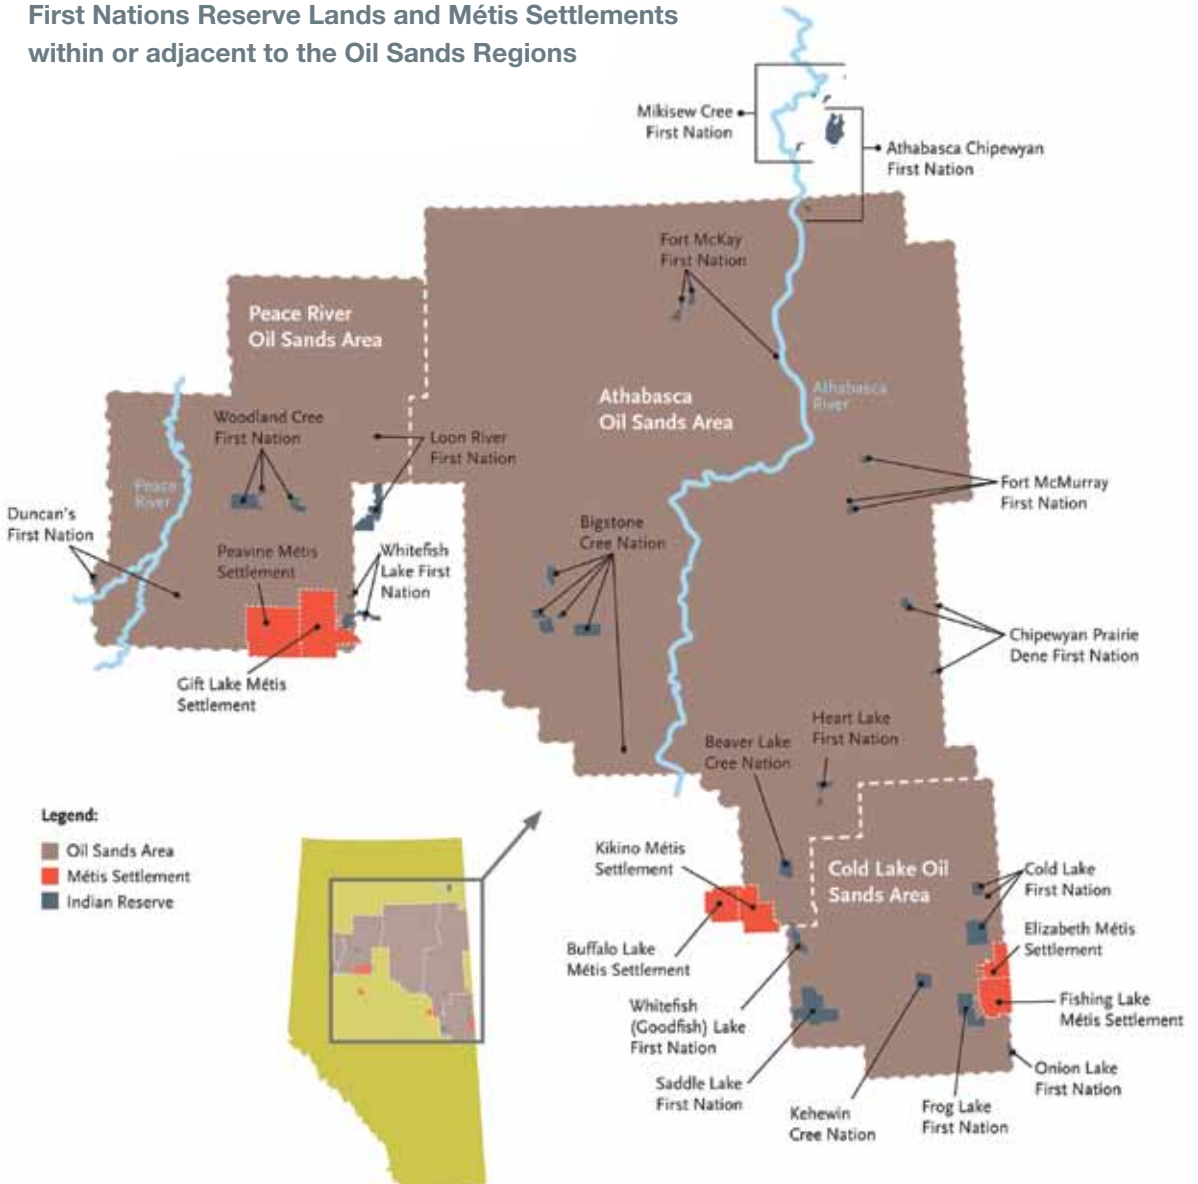 First Nations Reserve Lands and Métis Settlements
within or adjacent to the Oil Sands Regions
Mikisew Cree
First Nation
Athabasca Chipewyan
First Nation
Fort McKay
First Nation
Peace River
Oil Sands Area
Athabasca
Oil Sands Area
Athabasca
River
Woodland Cree
First Nation
Loon River
First Nation
Peace
River
Fort McMurray
First Nation
Duncan's
First Nation
Bigstone
Cree Nation
Peavine Métis
Settlement
Whitefish
Lake First
Nation
Chipewyan Prairie
Dene First Nation
Gift Lake Métis
Settlement
Heart Lake
First Nation
Beaver Lake
Cree Nation
Legend:
Oil Sands Area
Métis Settlement
Indian Reserve
Kikino Métis
Settlement
Cold Lake Oil
Sands Area
Cold Lake
First Nation
Elizabeth Métis
Settlement
Buffalo Lake
Métis Settlement
Fishing Lake
Métis Settlement
Whitefish
(Goodfish) Lake
First Nation
Onion Lake
First Nation
Saddle Lake
First Nation
Kehewin
Cree Nation
Frog Lake
First Nation